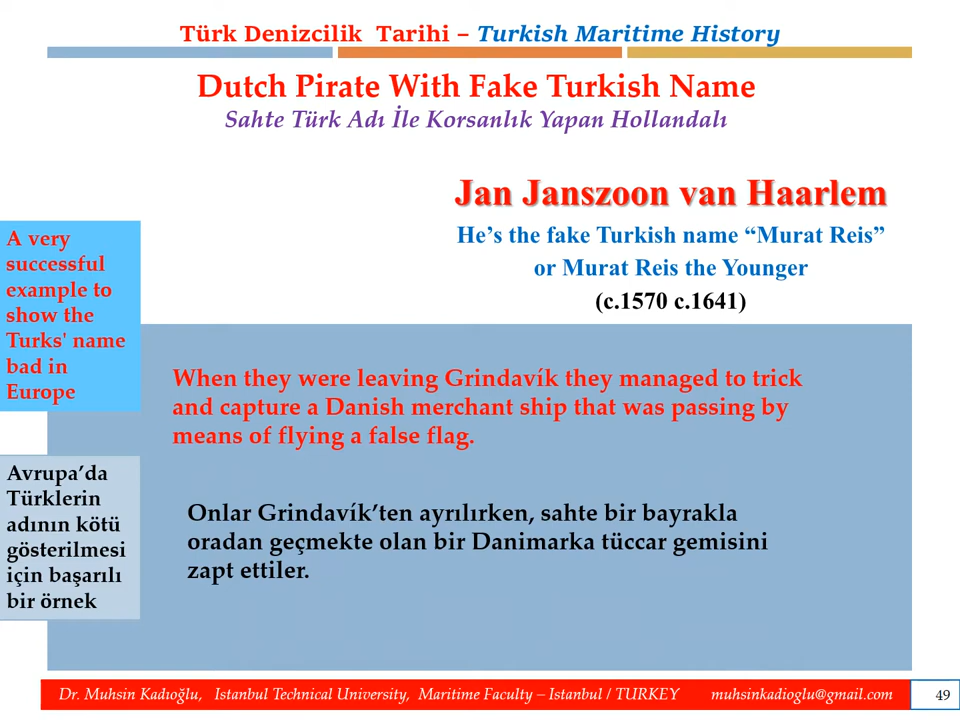 Türk Denizcilik Tarihi – Turkish Maritime History
Dutch Pirate With Fake Turkish Name
Sahte Türk Adı İle Korsanlık Yapan Hollandalı
Jan Janszoon van Haarlem
He’s the fake Turkish name “Murat Reis”
or Murat Reis the Younger
(c.1570 c.1641)
A very
successful
example to
show the
Turks' name
bad in
Europe
When they were leaving Grindavík they managed to trick
and capture a Danish merchant ship that was passing by
means of flying a false flag.
Avrupa’da
Türklerin
adının kötü
gösterilmesi
için başarılı
bir örnek
Onlar Grindavík’ten ayrılırken, sahte bir bayrakla
oradan geçmekte olan bir Danimarka tüccar gemisini
zapt ettiler.
Dr. Muhsin Kadıoğlu, Istanbul Technical University, Maritime Faculty – Istanbul / TURKEY muhsinkadioglu@gmail.com 49